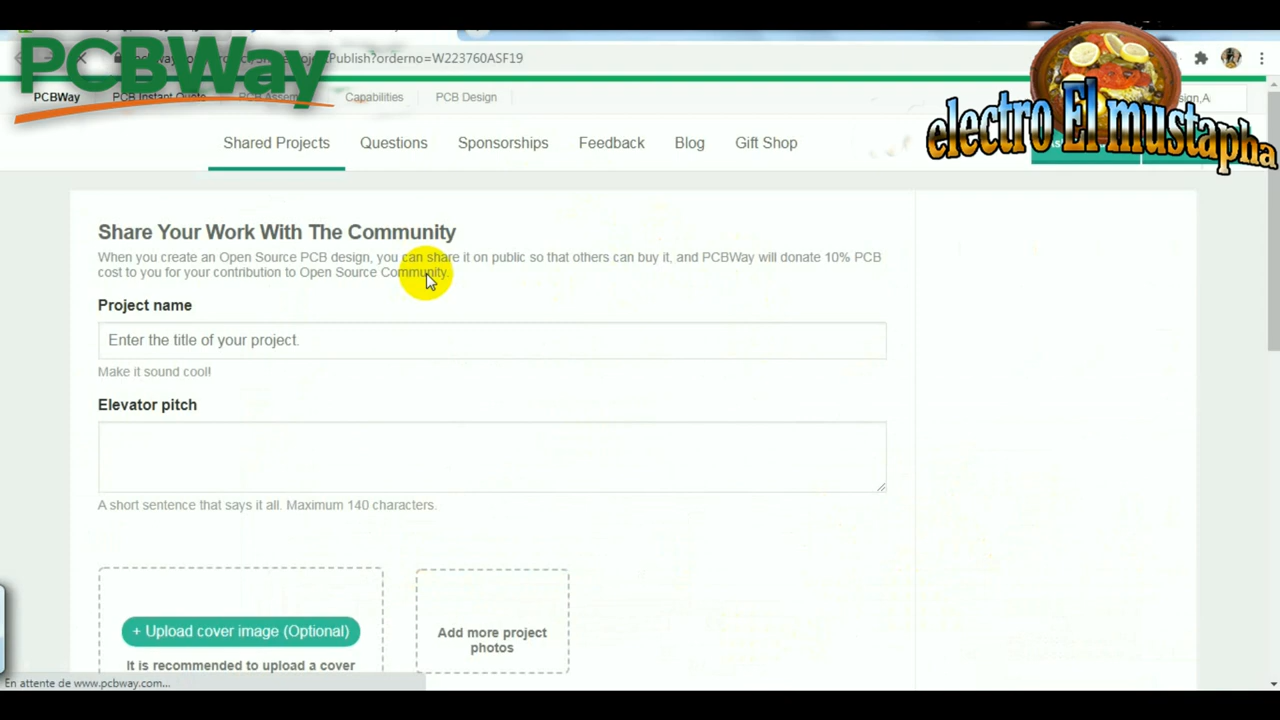 PCBWay
Publish?orderno=W223760ASF19
PCBWay PCB Instant Quote PCB Assem Capabilities PCB Design
electro El mustapha
Shared Projects Questions Sponsorships Feedback Blog Gift Shop
Share Your Work With The Community
When you create an Open Source PCB design, you can share it on public so that others can buy it, and PCBWay will donate 10% PCB
cost to you for your contribution to Open Source Community.
Project name
Enter the title of your project.
Make it sound cool!
Elevator pitch
A short sentence that says it all. Maximum 140 characters.
+ Upload cover image (Optional)
It is recommended to upload a cover
Add more project
photos
En attente de www.pcbway.com...